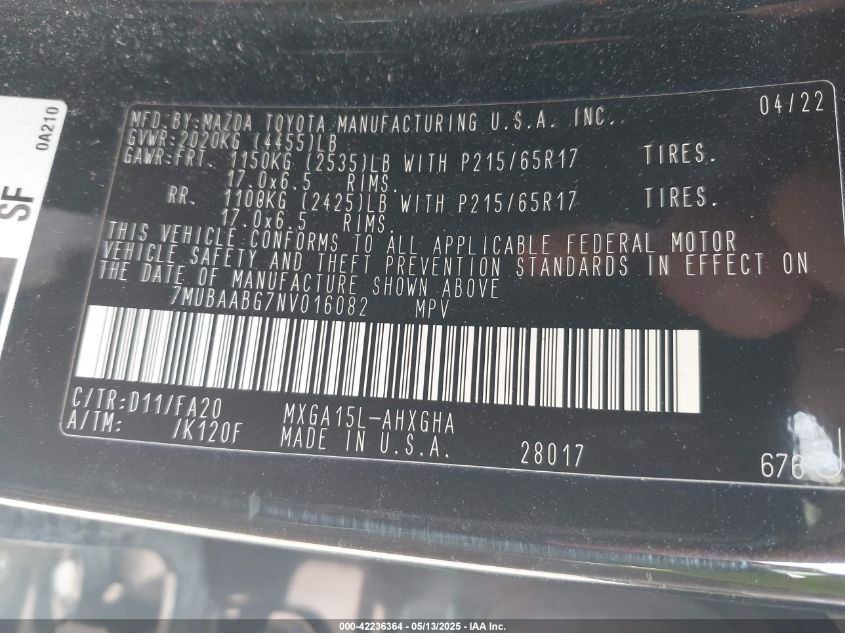 MFD.BY:MAZDA TOYOTA MANUFACTURING U.S.A. INC. 04/22
GVWR:2020KG (4455)LB
GAWR:FRT. 1150KG (2535)LB WITH P215/65R17 TIRES.
17.0x6.5 RIMS.
RR. 1100KG (2425)LB WITH P215/65R17 TIRES.
17.0x6.5 RIMS.
THIS VEHICLE CONFORMS TO ALL APPLICABLE FEDERAL MOTOR
VEHICLE SAFETY AND THEFT PREVENTION STANDARDS IN EFFECT ON
THE DATE OF MANUFACTURE SHOWN ABOVE
7MUBAABG7NV016082 MPV
C/TR:D11/FA20 MXGA15L-AHXGHA
A/TM: /K120F MADE IN U.S.A. 28017 676
0A210
SF
000-42236364 - 05/13/2025 - IAA Inc.